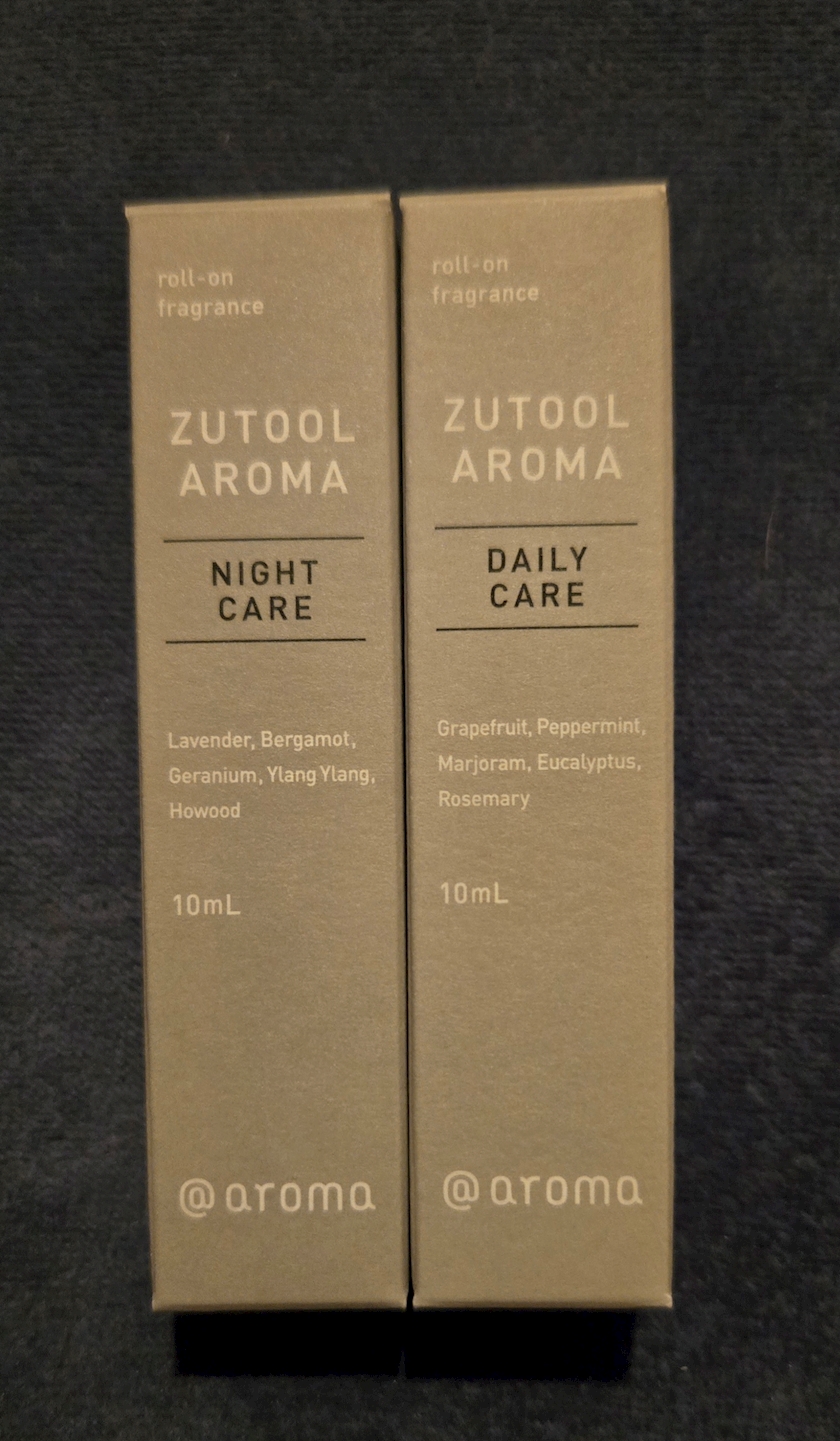 roll-on
fragrance
ZUTOOL
AROMA
NIGHT
CARE
Lavender, Bergamot,
Geranium, Ylang Ylang,
Howood
10mL
@aroma
roll-on
fragrance
ZUTOOL
AROMA
DAILY
CARE
Grapefruit, Peppermint,
Marjoram, Eucalyptus,
Rosemary
10mL
@aroma